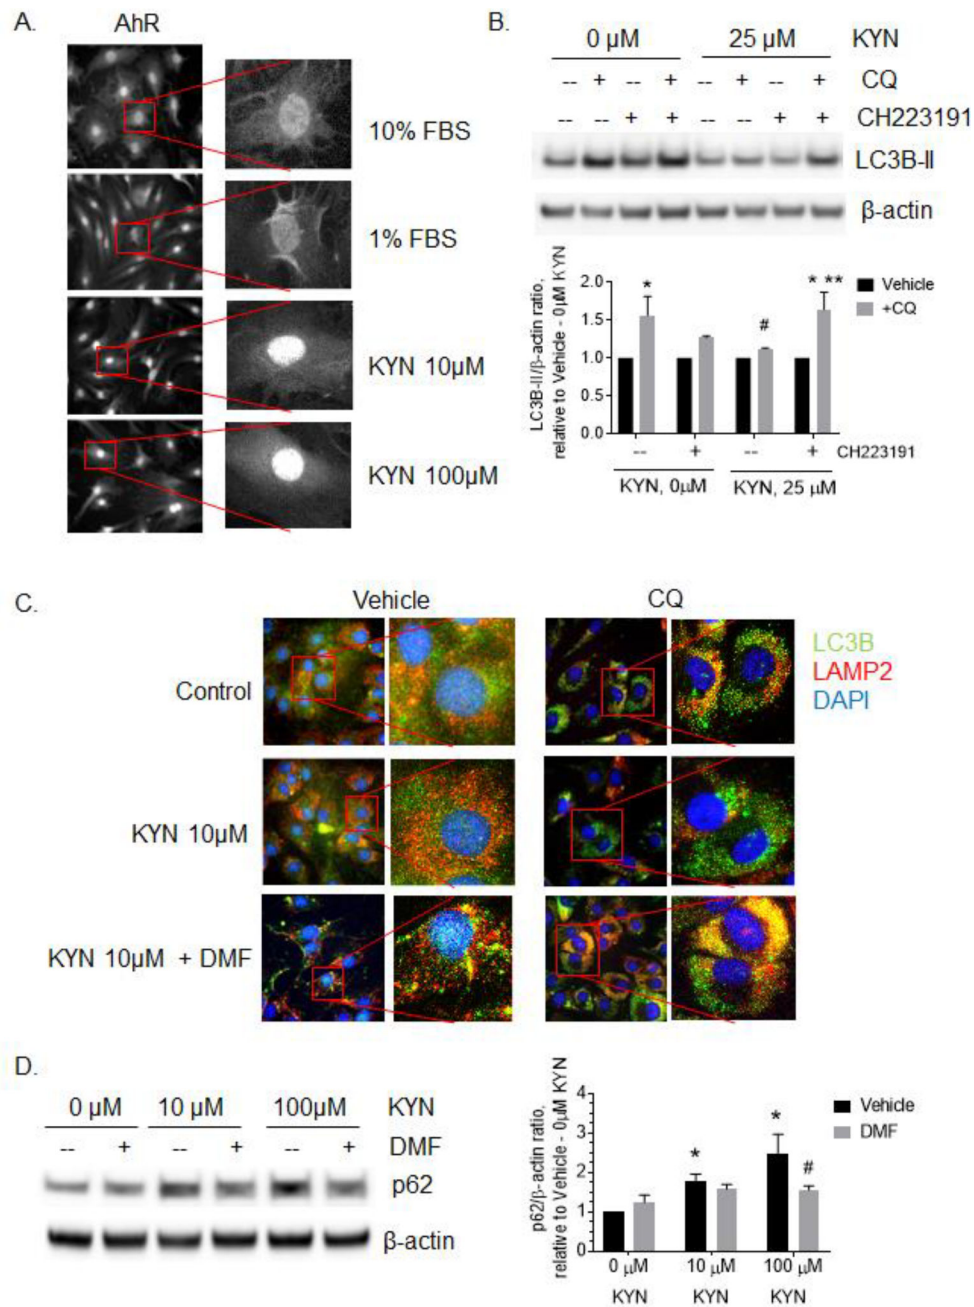 A.
AhR
10% FBS
1% FBS
KYN 10µM
KYN 100µM
B.
0 µM 25 µM KYN
-- + -- + -- + -- + CQ
-- -- + + -- -- + + CH223191
LC3B-II
β-actin
LC3B-II/β-actin ratio,
relative to Vehicle - 0µM KYN
2.0
1.5
1.0
0.5
0.0
* # * **
Vehicle
+CQ
-- + -- + CH223191
KYN, 0µM KYN, 25 µM
C.
Vehicle CQ
LC3B
LAMP2
DAPI
Control
KYN 10µM
KYN 10µM + DMF
D.
0 µM 10 µM 100µM KYN
-- + -- + -- + DMF
p62
β-actin
p62/β-actin ratio,
relative to Vehicle - 0µM KYN
4
3
2
1
0
* * #
Vehicle
DMF
0 µM 10 µM 100 µM
KYN KYN KYN